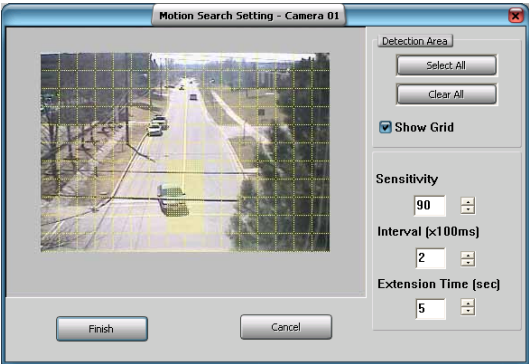 Motion Search Setting - Camera 01
Detection Area
Select All
Clear All
Show Grid
Sensitivity
90
Interval (x100ms)
2
Extension Time (sec)
5
Finish
Cancel